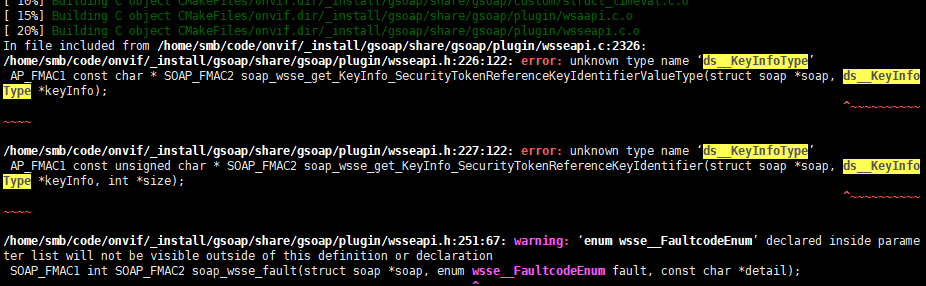 [ 10%] Building C object CMakeFiles/onvif.dir/_install/gsoap/share/gsoap/custom/struct_timeval.c.o
[ 15%] Building C object CMakeFiles/onvif.dir/_install/gsoap/share/gsoap/plugin/wsaapi.c.o
[ 20%] Building C object CMakeFiles/onvif.dir/_install/gsoap/share/gsoap/plugin/wsseapi.c.o
In file included from /home/smb/code/onvif/_install/gsoap/share/gsoap/plugin/wsseapi.c:2326:
/home/smb/code/onvif/_install/gsoap/share/gsoap/plugin/wsseapi.h:226:122: error: unknown type name ‘ds__KeyInfoType’
 AP_FMAC1 const char * SOAP_FMAC2 soap_wsse_get_KeyInfo_SecurityTokenReferenceKeyIdentifierValueType(struct soap *soap, ds__KeyInfo
Type *keyInfo);
^~~~~~~~~~~
~~~~
/home/smb/code/onvif/_install/gsoap/share/gsoap/plugin/wsseapi.h:227:122: error: unknown type name ‘ds__KeyInfoType’
 AP_FMAC1 const unsigned char * SOAP_FMAC2 soap_wsse_get_KeyInfo_SecurityTokenReferenceKeyIdentifier(struct soap *soap, ds__KeyInfo
Type *keyInfo, int *size);
^~~~~~~~~~~
~~~~
/home/smb/code/onvif/_install/gsoap/share/gsoap/plugin/wsseapi.h:251:67: warning: ‘enum wsse__FaultcodeEnum’ declared inside parame
ter list will not be visible outside of this definition or declaration
 SOAP_FMAC1 int SOAP_FMAC2 soap_wsse_fault(struct soap *soap, enum wsse__FaultcodeEnum fault, const char *detail);
^